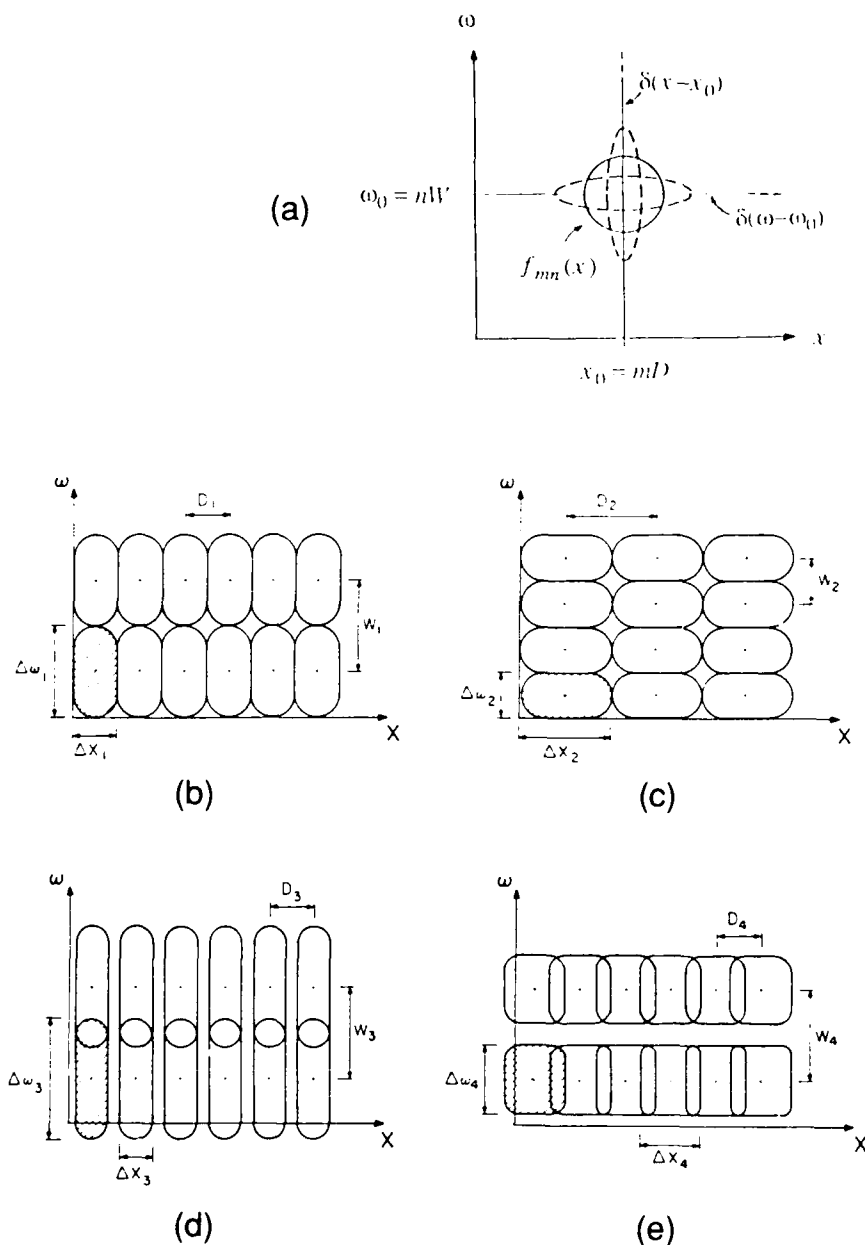 ω
δ(x−x₀)
(a)
ω₀ = nW
δ(ω−ω₀)
fₘₙ(x)
x
x₀ = mD
ω
D₁
W₁
Δω₁
X
ΔX₁
(b)
ω
D₂
W₂
Δω₂
X
ΔX₂
(c)
ω
D₃
W₃
Δω₃
X
ΔX₃
(d)
ω
D₄
W₄
Δω₄
X
ΔX₄
(e)